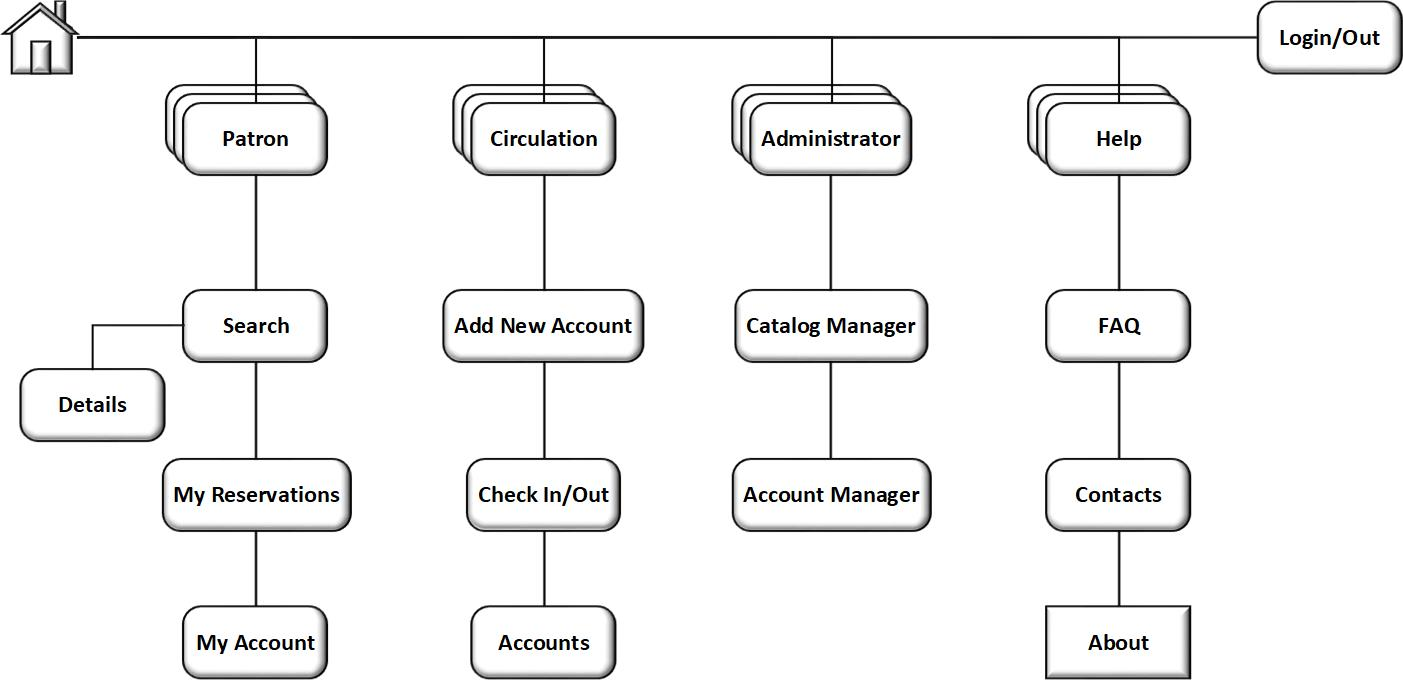 Login/Out
Patron
Circulation
Administrator
Help
Search
Add New Account
Catalog Manager
FAQ
Details
My Reservations
Check In/Out
Account Manager
Contacts
My Account
Accounts
About